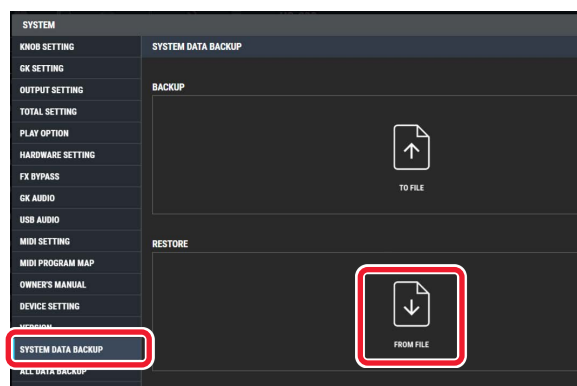 SYSTEM
KNOB SETTING
GK SETTING
OUTPUT SETTING
TOTAL SETTING
PLAY OPTION
HARDWARE SETTING
FX BYPASS
GK AUDIO
USB AUDIO
MIDI SETTING
MIDI PROGRAM MAP
OWNER'S MANUAL
DEVICE SETTING
VERSION
SYSTEM DATA BACKUP
ALL DATA BACKUP
SYSTEM DATA BACKUP
BACKUP
TO FILE
RESTORE
FROM FILE